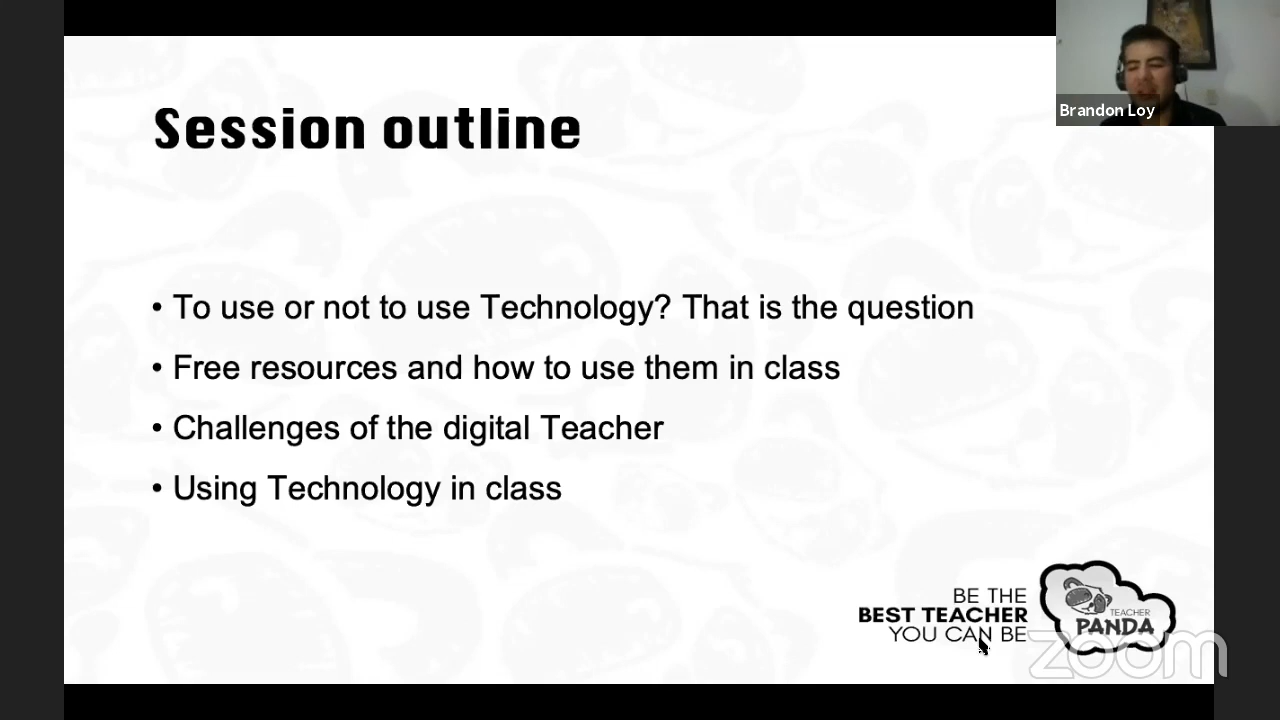 Brandon Loy
Session outline
• To use or not to use Technology? That is the question
• Free resources and how to use them in class
• Challenges of the digital Teacher
• Using Technology in class
BE THE
BEST TEACHER
YOU CAN BE
TEACHER
PANDA
zoom